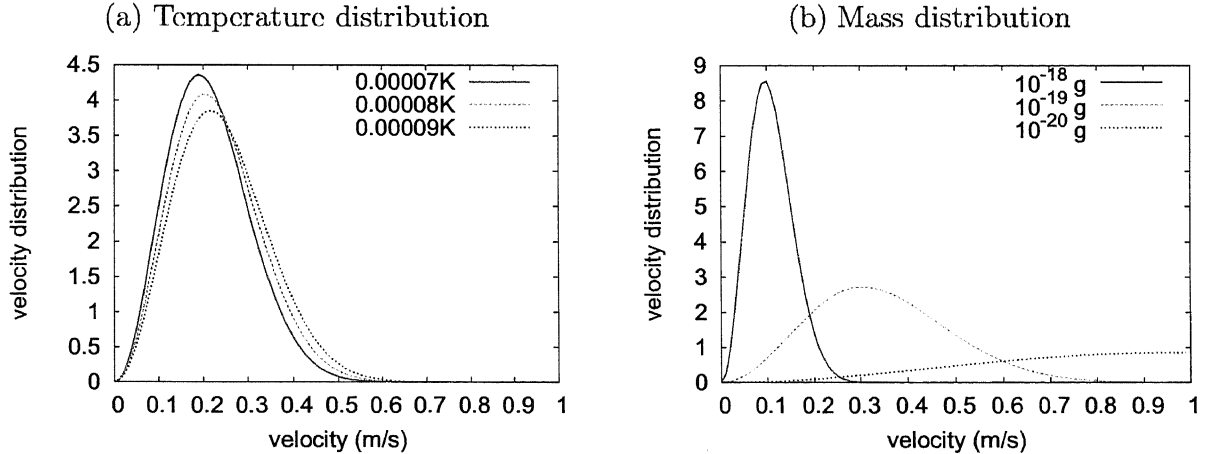 (a) Temperature distribution
velocity distribution
4.5
4
3.5
3
2.5
2
1.5
1
0.5
0
0.00007K
0.00008K
0.00009K
0 0.1 0.2 0.3 0.4 0.5 0.6 0.7 0.8 0.9 1
velocity (m/s)
(b) Mass distribution
velocity distribution
9
8
7
6
5
4
3
2
1
0
10⁻¹⁸ g
10⁻¹⁹ g
10⁻²⁰ g
0 0.1 0.2 0.3 0.4 0.5 0.6 0.7 0.8 0.9 1
velocity (m/s)